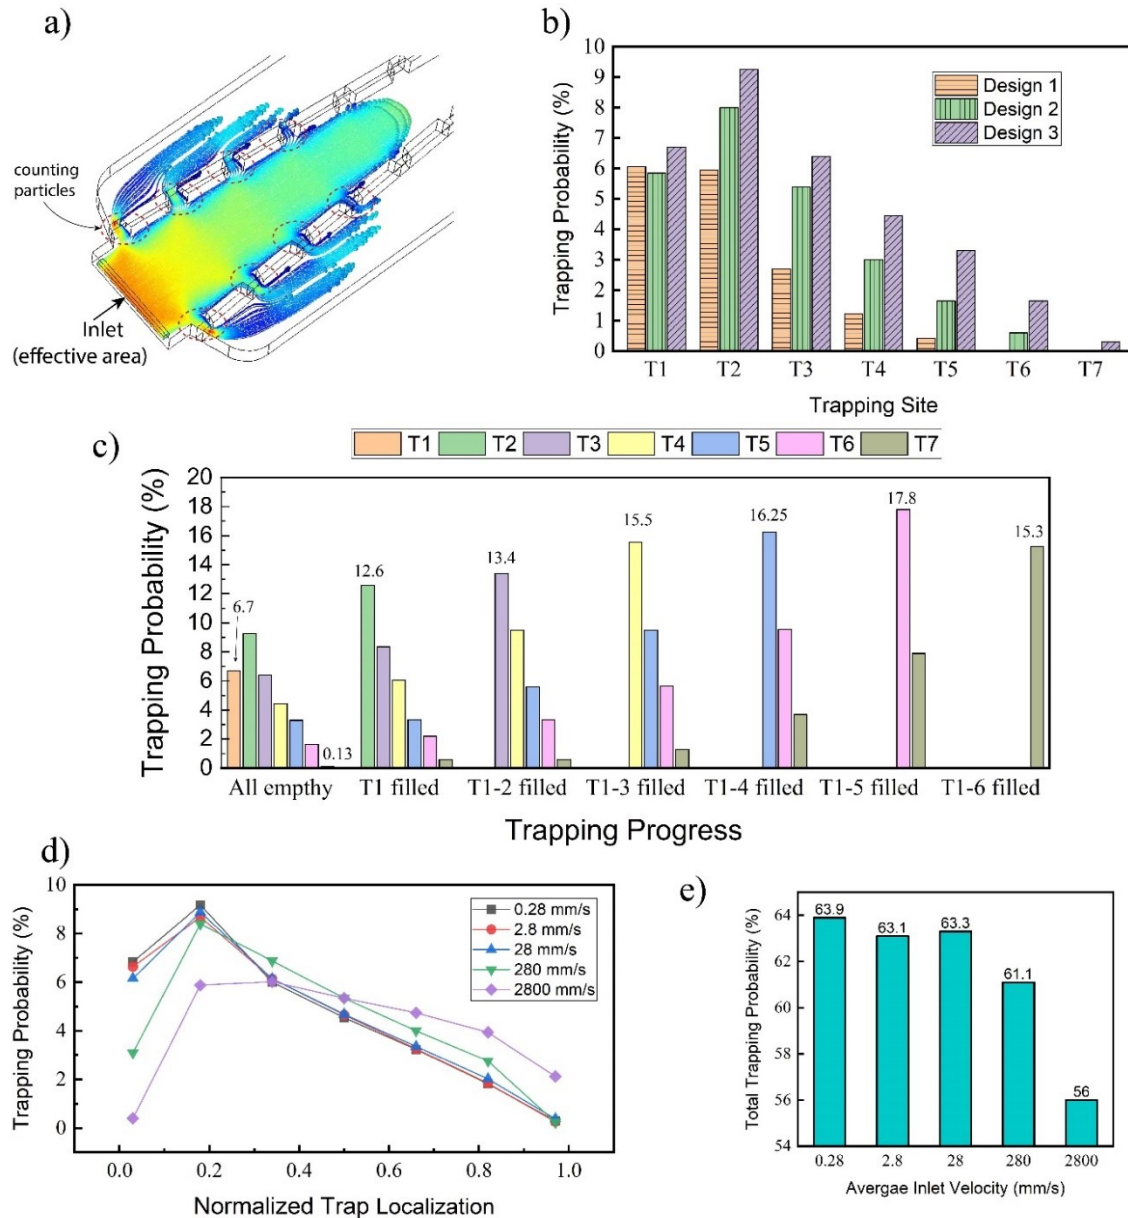 a)
counting
particles
Inlet
(effective area)
b)
Trapping Probability (%)
10
9
8
7
6
5
4
3
2
1
0
Design 1
Design 2
Design 3
T1 T2 T3 T4 T5 T6 T7
Trapping Site
c)
T1 T2 T3 T4 T5 T6 T7
Trapping Probability (%)
20
18
16
14
12
10
8
6
4
2
0
6.7
0.13
12.6
13.4
15.5
16.25
17.8
15.3
All empthy T1 filled T1-2 filled T1-3 filled T1-4 filled T1-5 filled T1-6 filled
Trapping Progress
d)
Trapping Probability (%)
10
8
6
4
2
0
0.28 mm/s
2.8 mm/s
28 mm/s
280 mm/s
2800 mm/s
0.0 0.2 0.4 0.6 0.8 1.0
Normalized Trap Localization
e)
Total Trapping Probability (%)
64
62
60
58
56
54
63.9
63.1
63.3
61.1
56
0.28 2.8 28 280 2800
Avergae Inlet Velocity (mm/s)